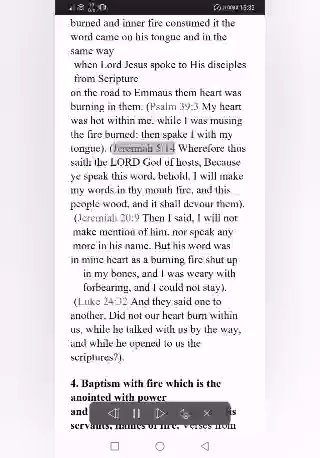 15:32
burned and inner fire consumed it the
word came on his tongue and in the
same way
when Lord Jesus spoke to His disciples
from Scripture
on the road to Emmaus them heart was
burning in them. (Psalm 39:3 My heart
was hot within me, while I was musing
the fire burned: then spake I with my
tongue). (Jeremiah 5:14 Wherefore thus
saith the LORD God of hosts, Because
ye speak this word, behold, I will make
my words in thy mouth fire, and this
people wood, and it shall devour them).
(Jeremiah 20:9 Then I said, I will not
make mention of him, nor speak any
more in his name. But his word was
in mine heart as a burning fire shut up
in my bones, and I was weary with
forbearing, and I could not stay).
(Luke 24:32 And they said one to
another, Did not our heart burn within
us, while he talked with us by the way,
and while he opened to us the
scriptures?).
4. Baptism with fire which is the
anointed with power
and is
servants, names of fire. Verses from